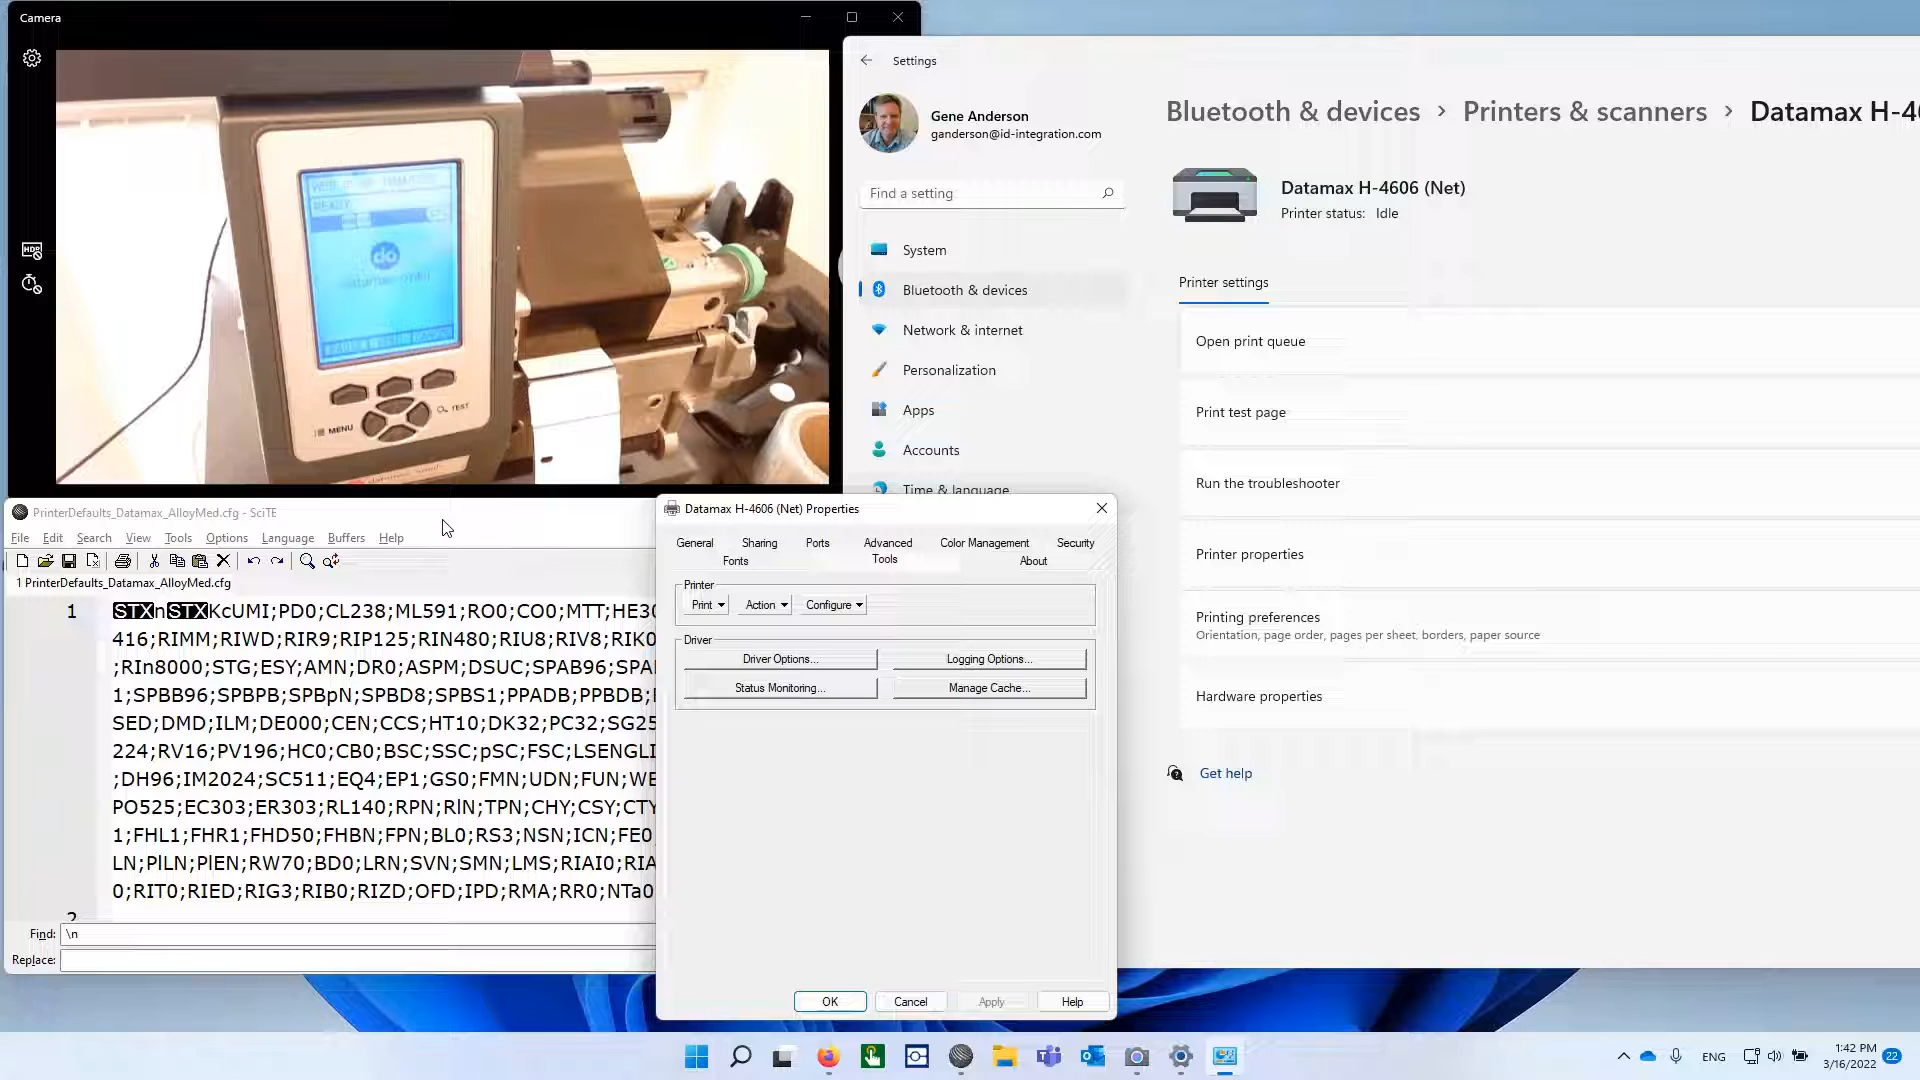 Camera
READY
do
MENU
TEST
Settings
Gene Anderson
ganderson@id-integration.com
Find a setting
System
Bluetooth & devices
Network & internet
Personalization
Apps
Accounts
Time & language
Bluetooth & devices › Printers & scanners › Datamax H-4
Datamax H-4606 (Net)
Printer status: Idle
Printer settings
Open print queue
Print test page
Run the troubleshooter
Printer properties
Printing preferences
Orientation, page order, pages per sheet, borders, paper source
Hardware properties
Get help
PrinterDefaults_Datamax_AlloyMed.cfg - SciTE
File Edit Search View Tools Options Language Buffers Help
1 PrinterDefaults_Datamax_AlloyMed.cfg
1 STXnSTXKcUMI;PD0;CL238;ML591;RO0;CO0;MTT;HE30
416;RIMM;RIWD;RIR9;RIP125;RIN480;RIU8;RIV8;RIK0
;RIn8000;STG;ESY;AMN;DR0;ASPM;DSUC;SPAB96;SPA
1;SPBB96;SPBPB;SPBpN;SPBD8;SPBS1;PPADB;PPBDB;
SED;DMD;ILM;DE000;CEN;CCS;HT10;DK32;PC32;SG25
224;RV16;PV196;HC0;CB0;BSC;SSC;pSC;FSC;LSENGLI
;DH96;IM2024;SC511;EQ4;EP1;GS0;FMN;UDN;FUN;WE
PO525;EC303;ER303;RL140;RPN;RlN;TPN;CHY;CSY;CTY
1;FHL1;FHR1;FHD50;FHBN;FPN;BL0;RS3;NSN;ICN;FE0
LN;PlLN;PlEN;RW70;BD0;LRN;SVN;SMN;LMS;RIAI0;RIA
0;RIT0;RIED;RIG3;RIB0;RIZD;OFD;IPD;RMA;RR0;NTa0
2
Find: \n
Replace:
Datamax H-4606 (Net) Properties
General Sharing Ports Advanced Color Management Security
Fonts Tools About
Printer
Print Action Configure
Driver
Driver Options... Logging Options...
Status Monitoring... Manage Cache...
OK Cancel Apply Help
ENG
1:42 PM
3/16/2022
22